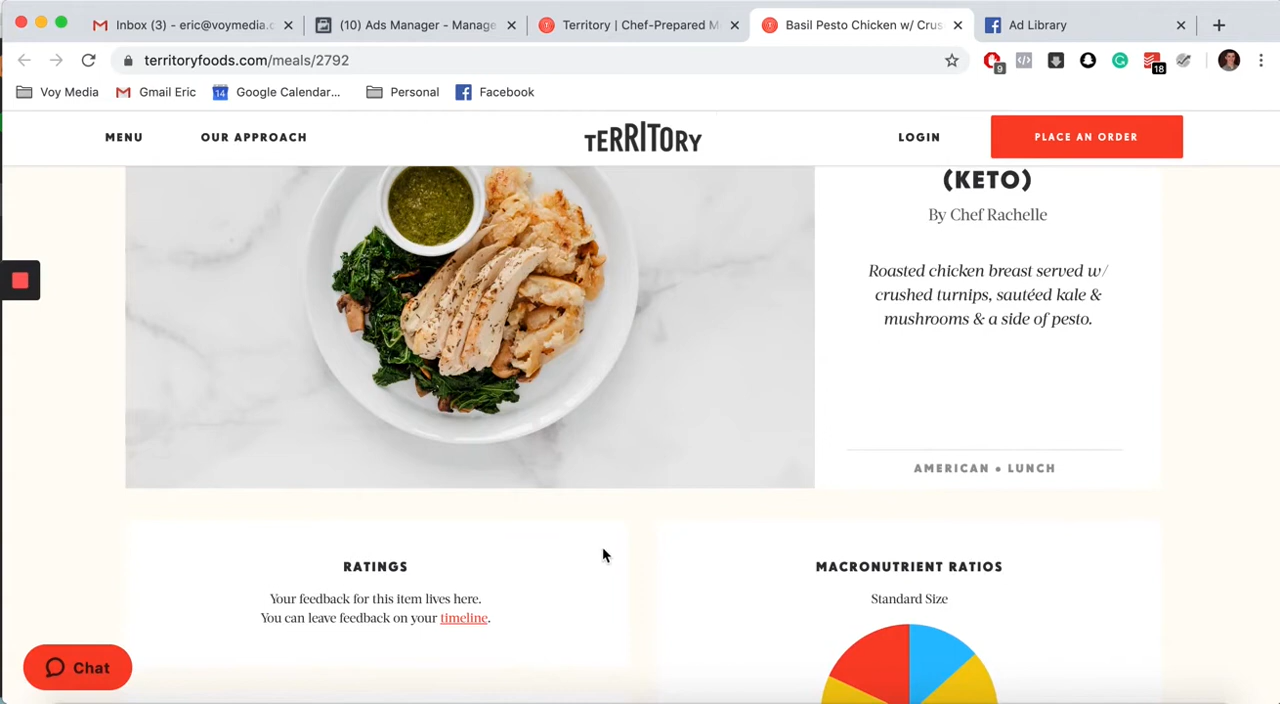 Inbox (3) - eric@voymedia.c
(10) Ads Manager - Manage
Territory | Chef-Prepared M
Basil Pesto Chicken w/ Crus
Ad Library
territoryfoods.com/meals/2792
9
18
Voy Media
Gmail Eric
14
Google Calendar...
Personal
Facebook
MENU
OUR APPROACH
TERRITORY
LOGIN
PLACE AN ORDER
(KETO)
By Chef Rachelle
Roasted chicken breast served w/
crushed turnips, sautéed kale &
mushrooms & a side of pesto.
AMERICAN • LUNCH
RATINGS
Your feedback for this item lives here.
You can leave feedback on your timeline.
MACRONUTRIENT RATIOS
Standard Size
Chat